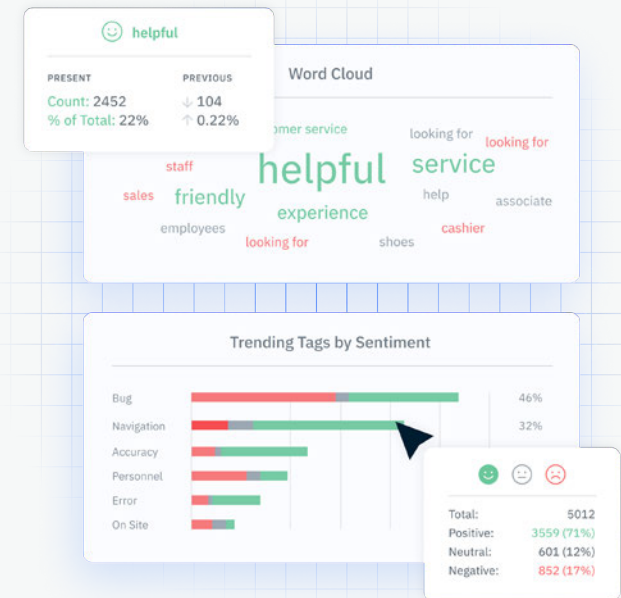 helpful
PRESENT PREVIOUS
Count: 2452 ↓ 104
% of Total: 22% ↑ 0.22%
Word Cloud
service
looking for
looking for
staff
helpful
service
sales
friendly
help
associate
experience
employees
cashier
looking for
shoes
Trending Tags by Sentiment
Bug 46%
Navigation 32%
Accuracy
Personnel
Error
On Site
Total: 5012
Positive: 3559 (71%)
Neutral: 601 (12%)
Negative: 852 (17%)